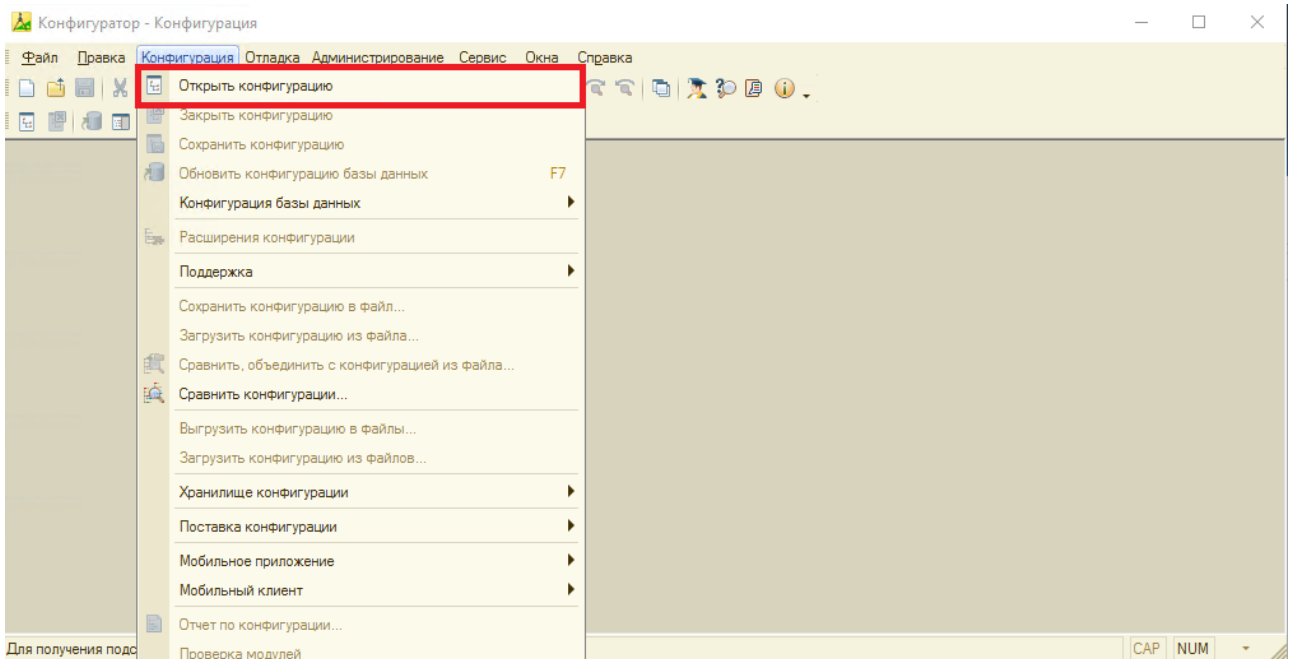 Конфигуратор - Конфигурация
Файл Правка Конфигурация Отладка Администрирование Сервис Окна Справка
Открыть конфигурацию
Закрыть конфигурацию
Сохранить конфигурацию
Обновить конфигурацию базы данных F7
Конфигурация базы данных
Расширения конфигурации
Поддержка
Сохранить конфигурацию в файл...
Загрузить конфигурацию из файла...
Сравнить, объединить с конфигурацией из файла...
Сравнить конфигурации...
Выгрузить конфигурацию в файлы...
Загрузить конфигурацию из файлов...
Хранилище конфигурации
Поставка конфигурации
Мобильное приложение
Мобильный клиент
Отчет по конфигурации...
Для получения подс Проверка модулей CAP NUM